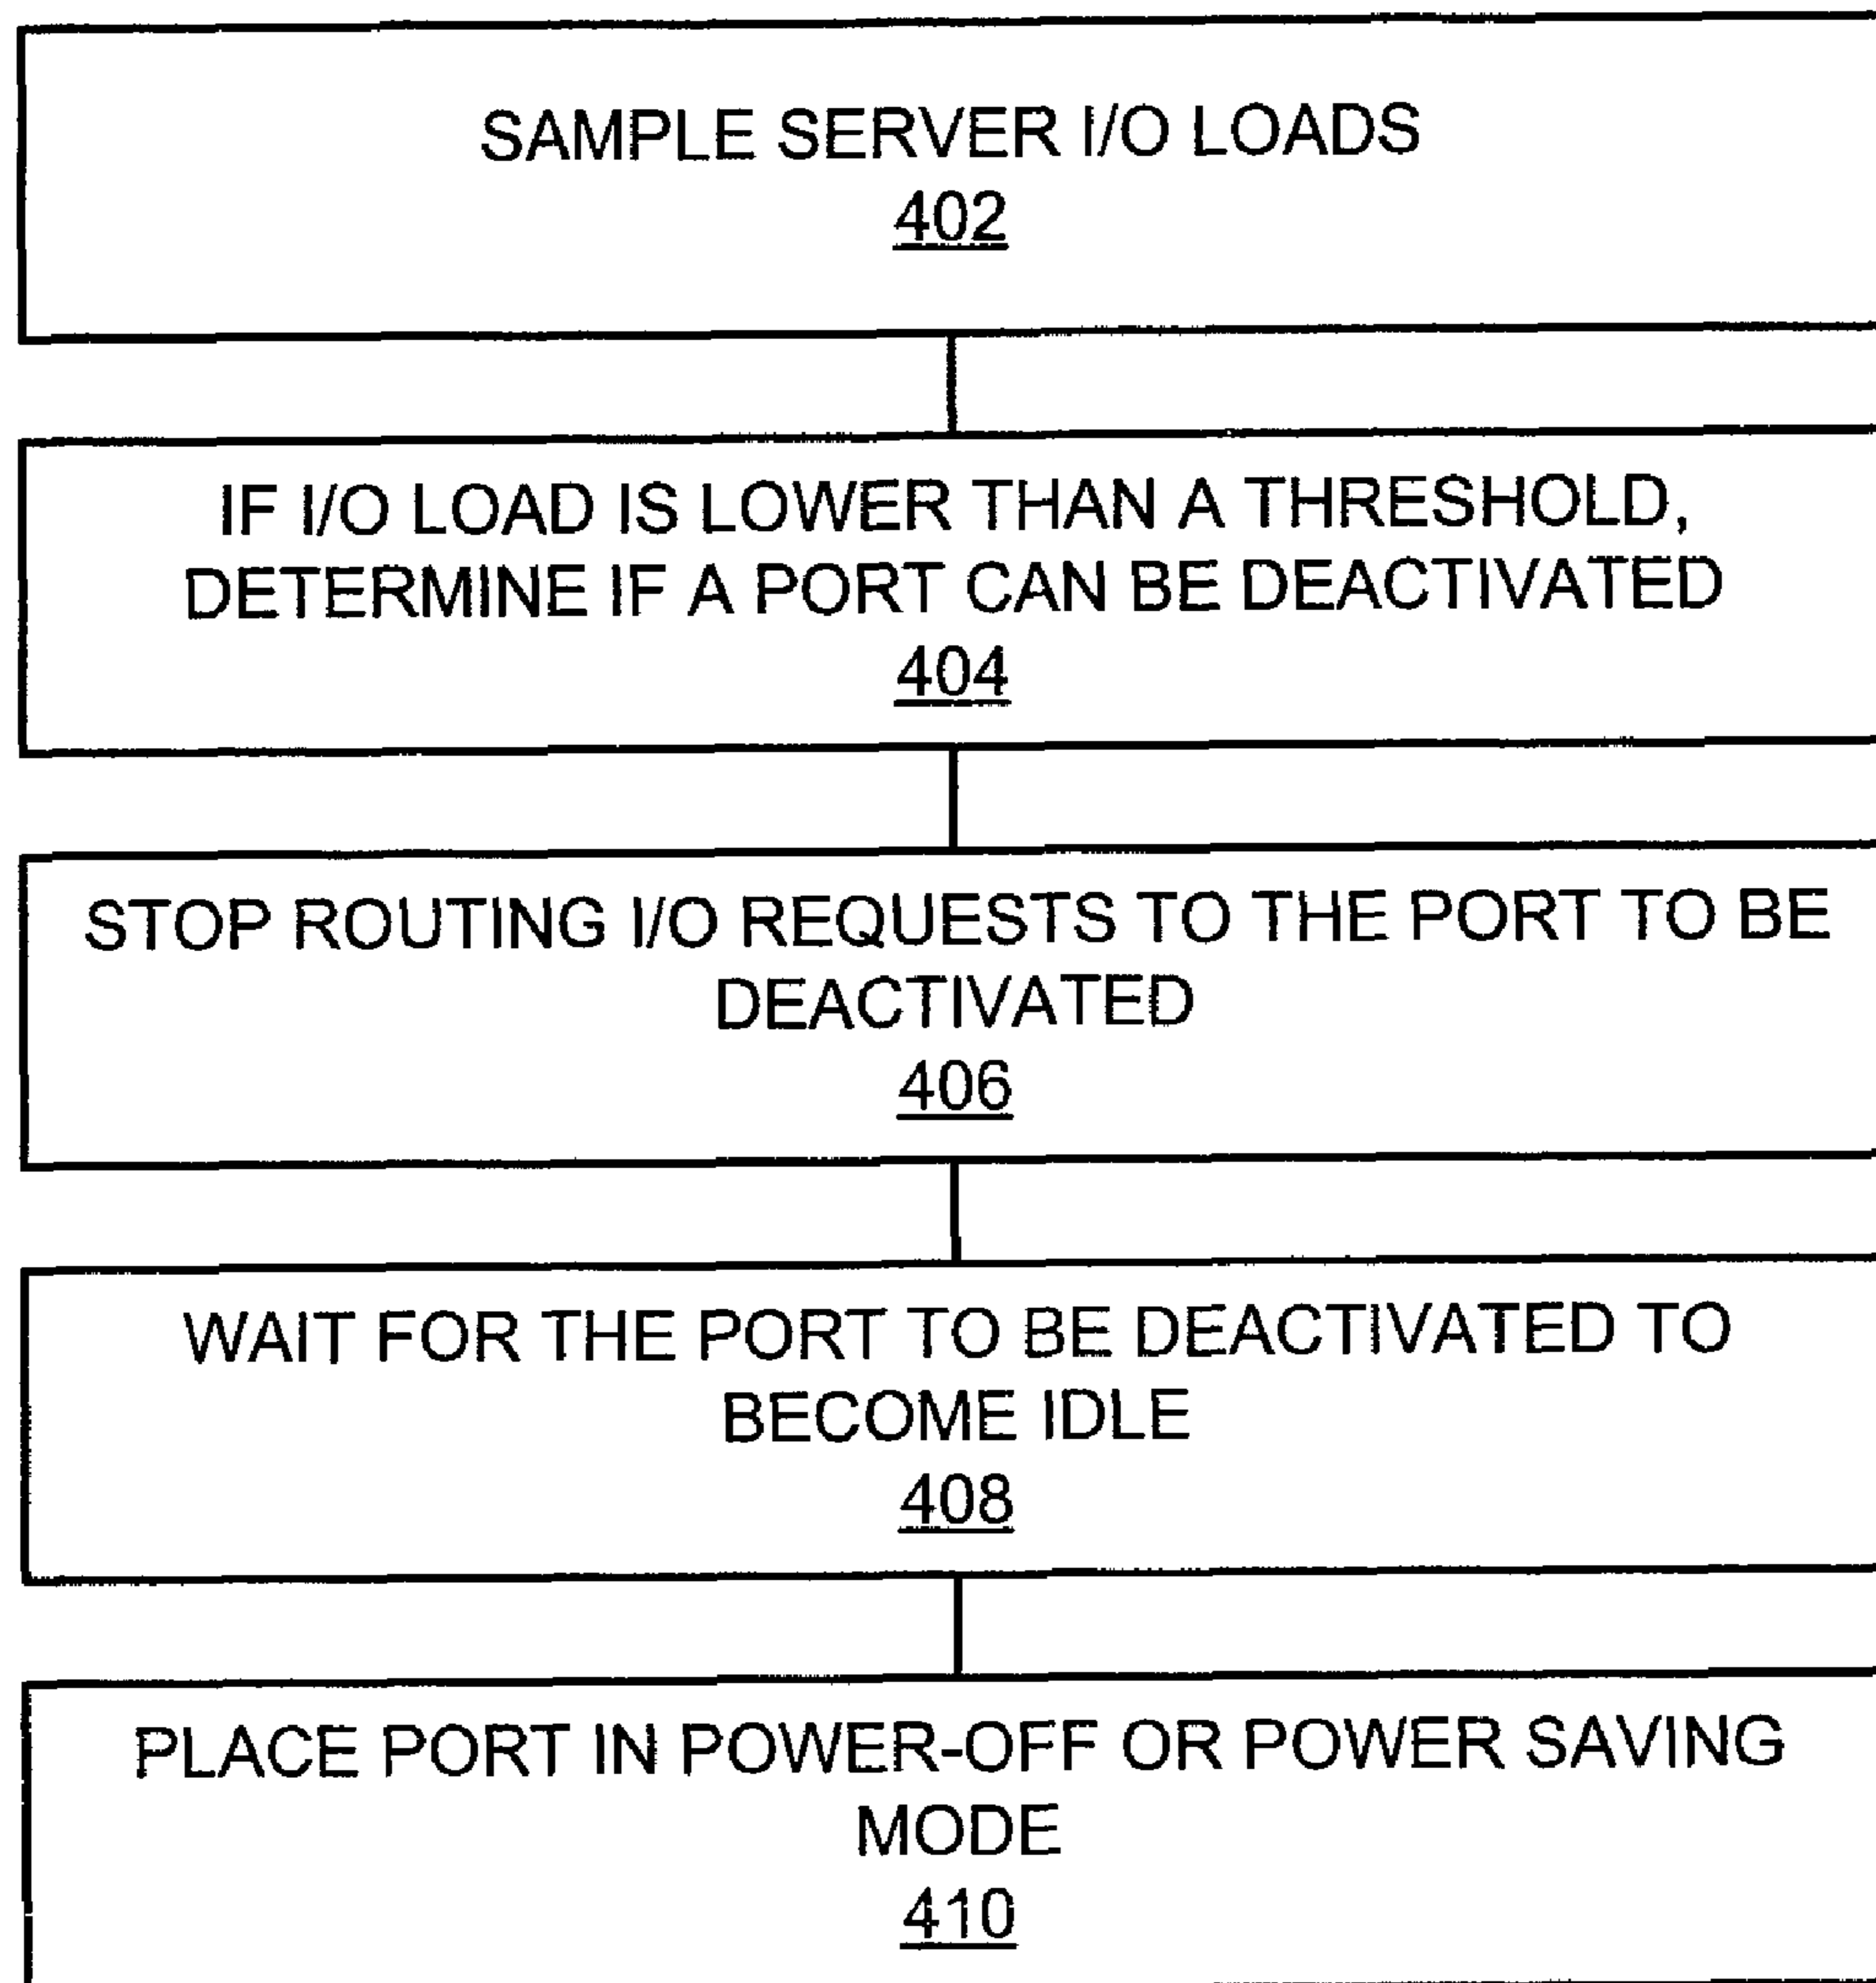 SAMPLE SERVER I/O LOADS
402
IF I/O LOAD IS LOWER THAN A THRESHOLD,
DETERMINE IF A PORT CAN BE DEACTIVATED
404
STOP ROUTING I/O REQUESTS TO THE PORT TO BE
DEACTIVATED
406
WAIT FOR THE PORT TO BE DEACTIVATED TO
BECOME IDLE
408
PLACE PORT IN POWER-OFF OR POWER SAVING
MODE
410